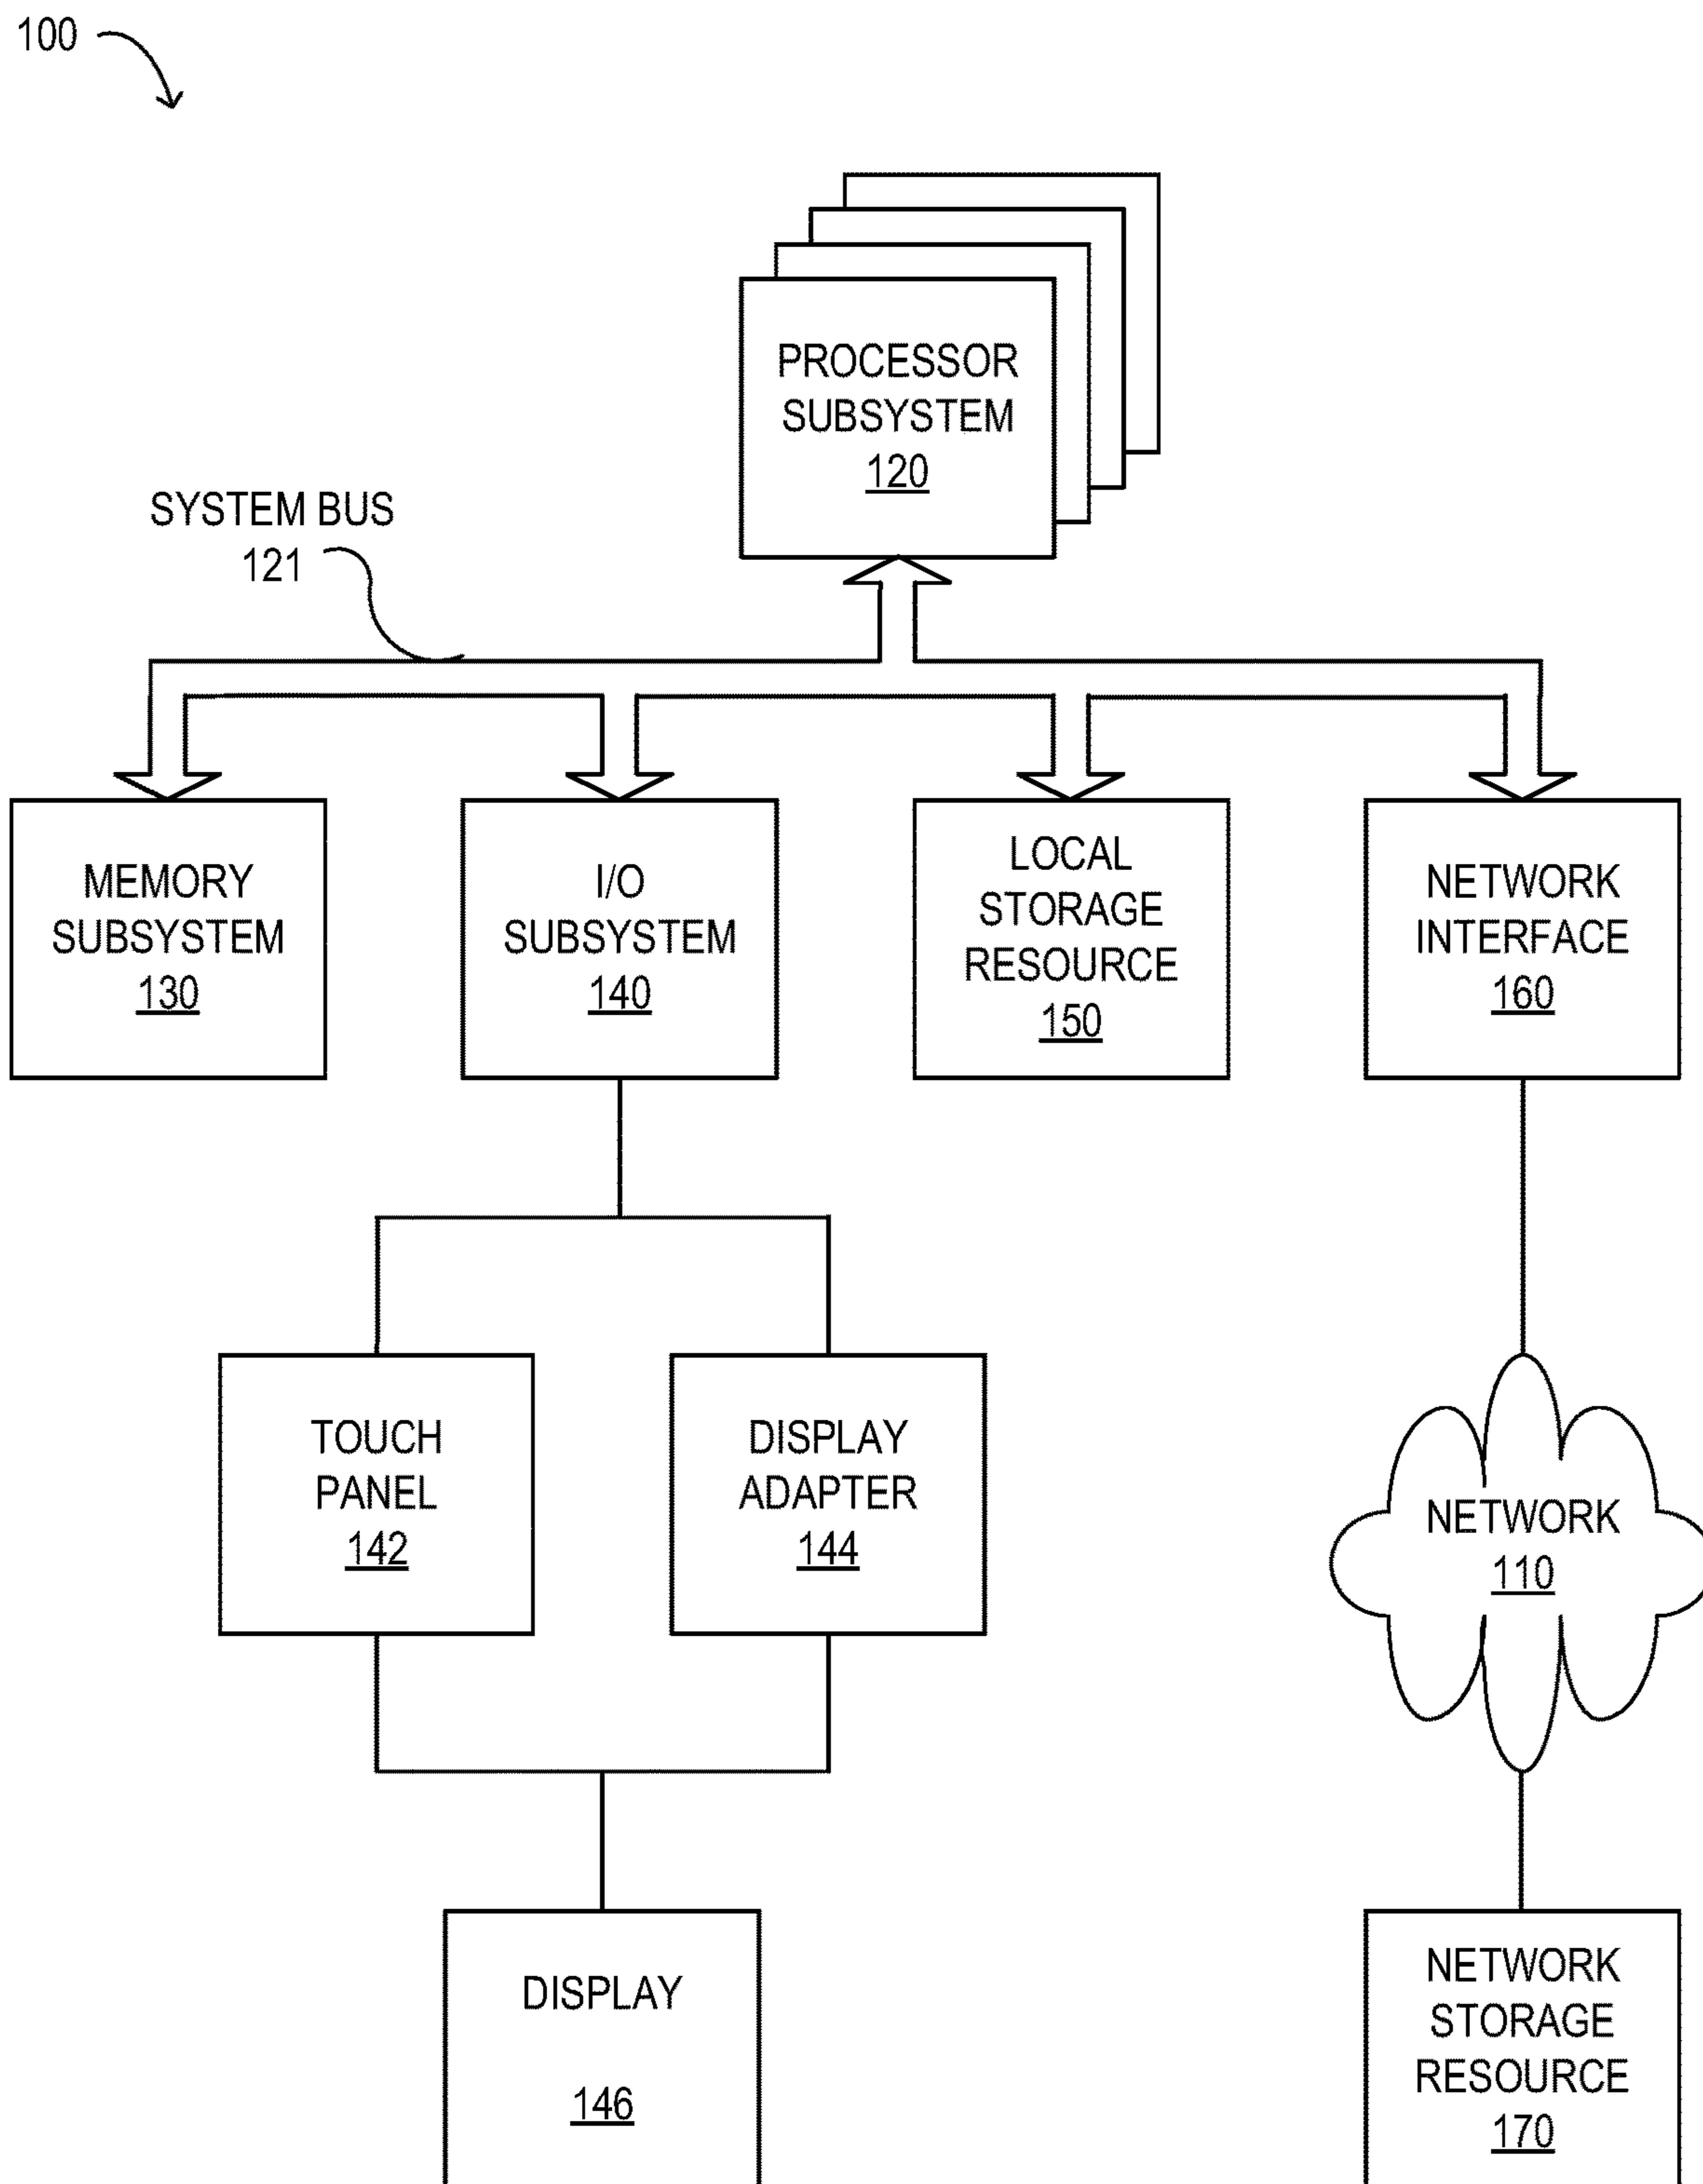 100
PROCESSOR
SUBSYSTEM
120
SYSTEM BUS
121
MEMORY
SUBSYSTEM
130
I/O
SUBSYSTEM
140
LOCAL
STORAGE
RESOURCE
150
NETWORK
INTERFACE
160
TOUCH
PANEL
142
DISPLAY
ADAPTER
144
NETWORK
110
DISPLAY
146
NETWORK
STORAGE
RESOURCE
170